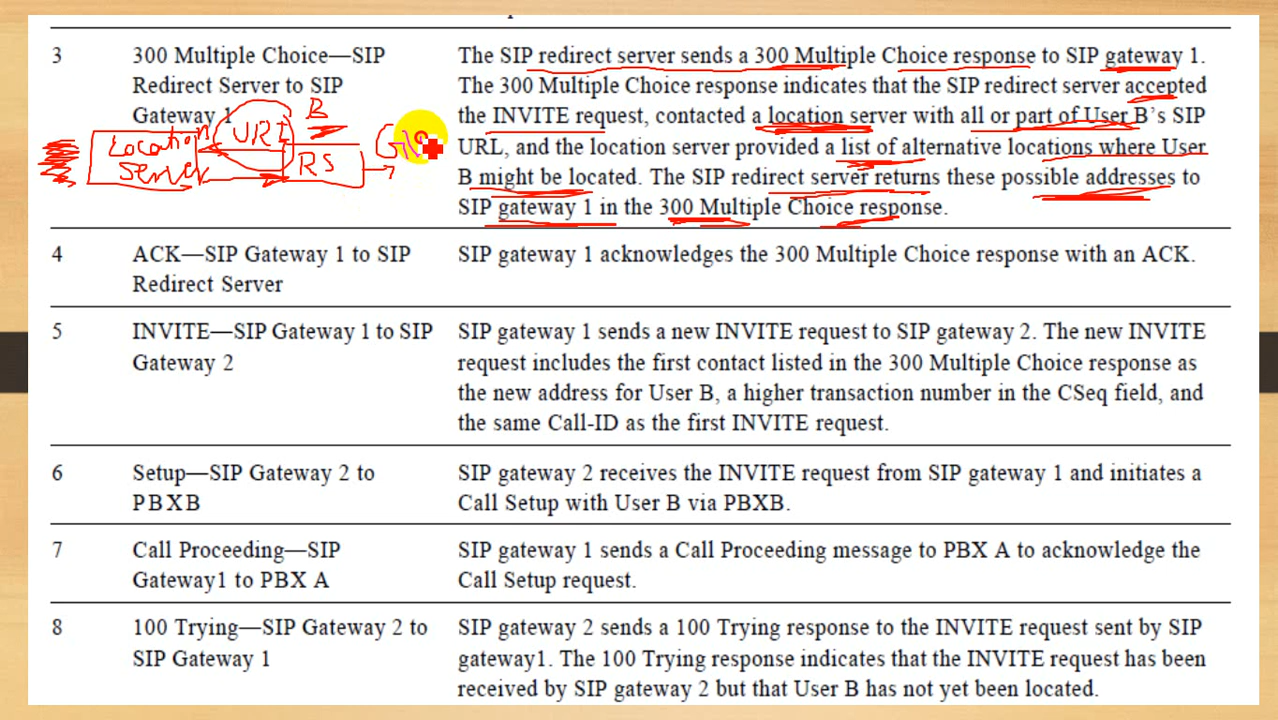 3 300 Multiple Choice—SIP The SIP redirect server sends a 300 Multiple Choice response to SIP gateway 1.
Redirect Server to SIP The 300 Multiple Choice response indicates that the SIP redirect server accepted
Gateway 1 the INVITE request, contacted a location server with all or part of User B's SIP
B
Location URI URL, and the location server provided a list of alternative locations where User
Server RS B might be located. The SIP redirect server returns these possible addresses to
SIP gateway 1 in the 300 Multiple Choice response.
4 ACK—SIP Gateway 1 to SIP SIP gateway 1 acknowledges the 300 Multiple Choice response with an ACK.
Redirect Server
5 INVITE—SIP Gateway 1 to SIP SIP gateway 1 sends a new INVITE request to SIP gateway 2. The new INVITE
Gateway 2 request includes the first contact listed in the 300 Multiple Choice response as
the new address for User B, a higher transaction number in the CSeq field, and
the same Call-ID as the first INVITE request.
6 Setup—SIP Gateway 2 to SIP gateway 2 receives the INVITE request from SIP gateway 1 and initiates a
PBXB Call Setup with User B via PBXB.
7 Call Proceeding—SIP SIP gateway 1 sends a Call Proceeding message to PBX A to acknowledge the
Gateway1 to PBX A Call Setup request.
8 100 Trying—SIP Gateway 2 to SIP gateway 2 sends a 100 Trying response to the INVITE request sent by SIP
SIP Gateway 1 gateway1. The 100 Trying response indicates that the INVITE request has been
received by SIP gateway 2 but that User B has not yet been located.